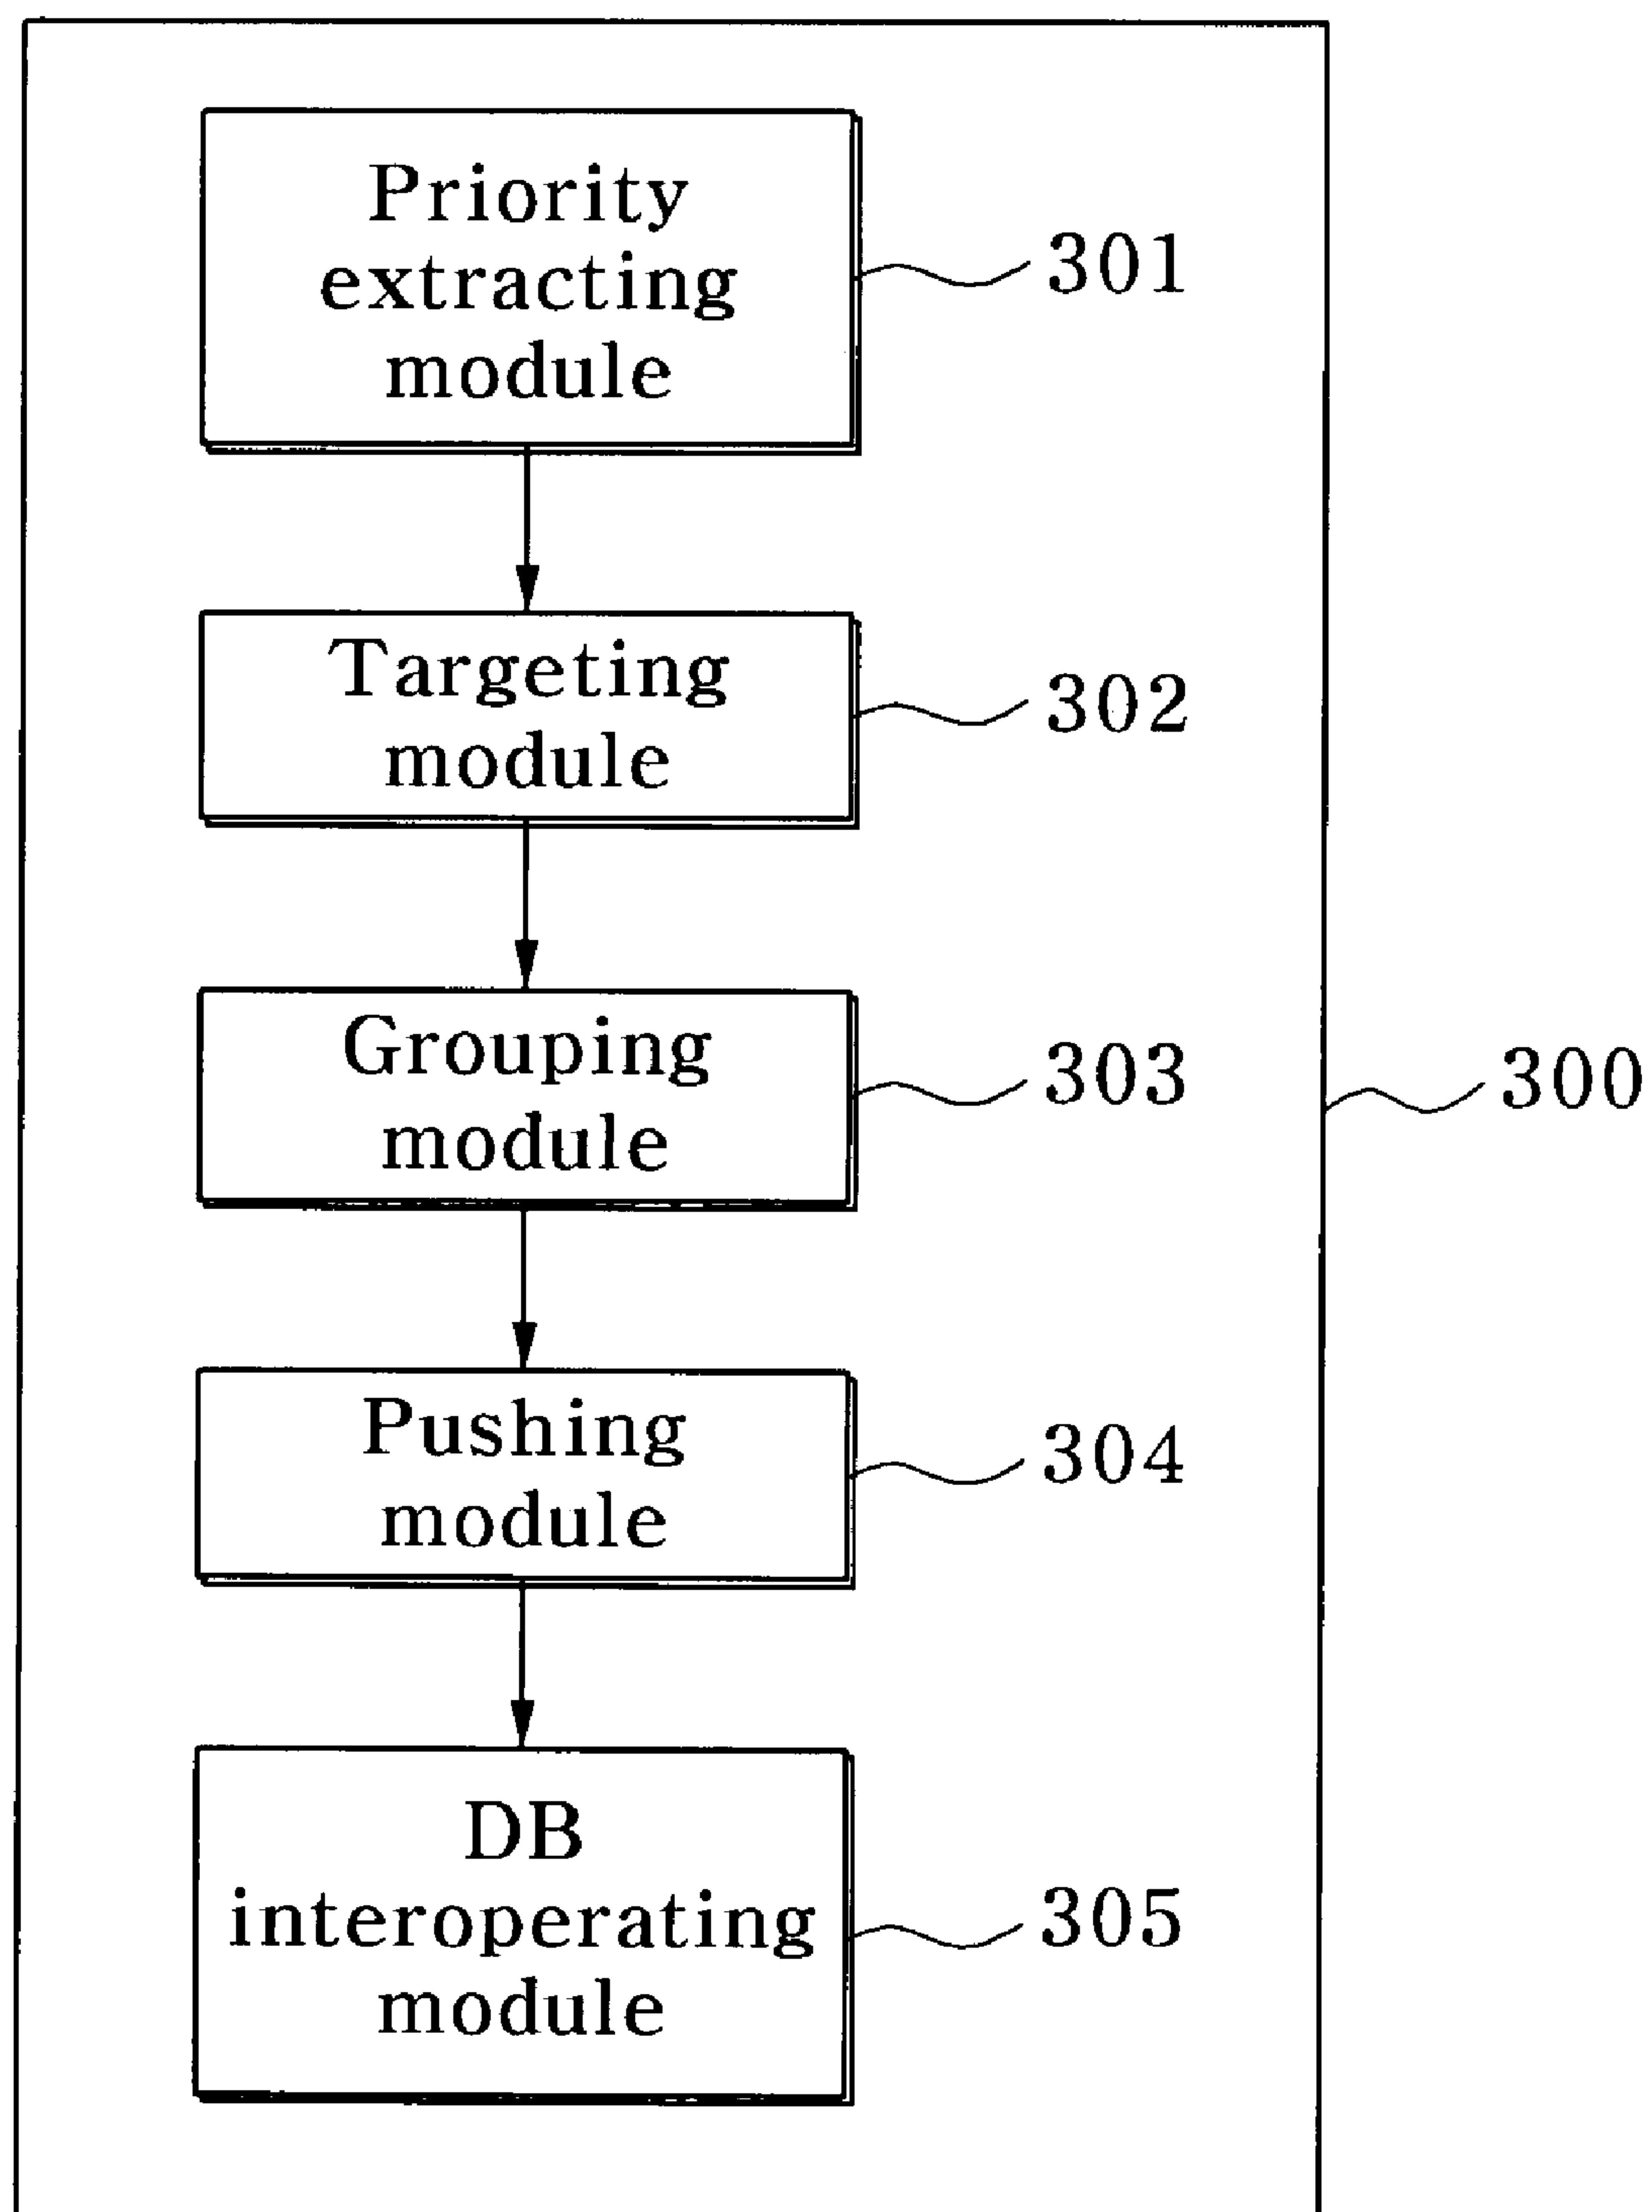 Priority
extracting
module
301
Targeting
module
302
Grouping
module
303
300
Pushing
module
304
DB
interoperating
module
305